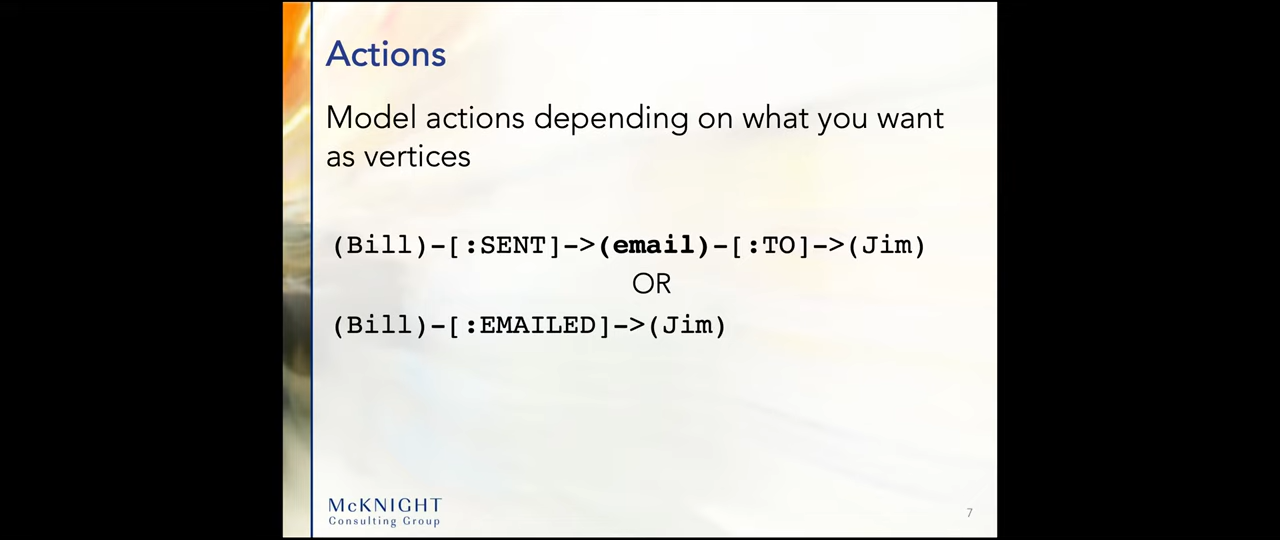 Actions
Model actions depending on what you want
as vertices
(Bill)-[:SENT]->(email)-[:TO]->(Jim)
OR
(Bill)-[:EMAILED]->(Jim)
McKNIGHT
Consulting Group
7